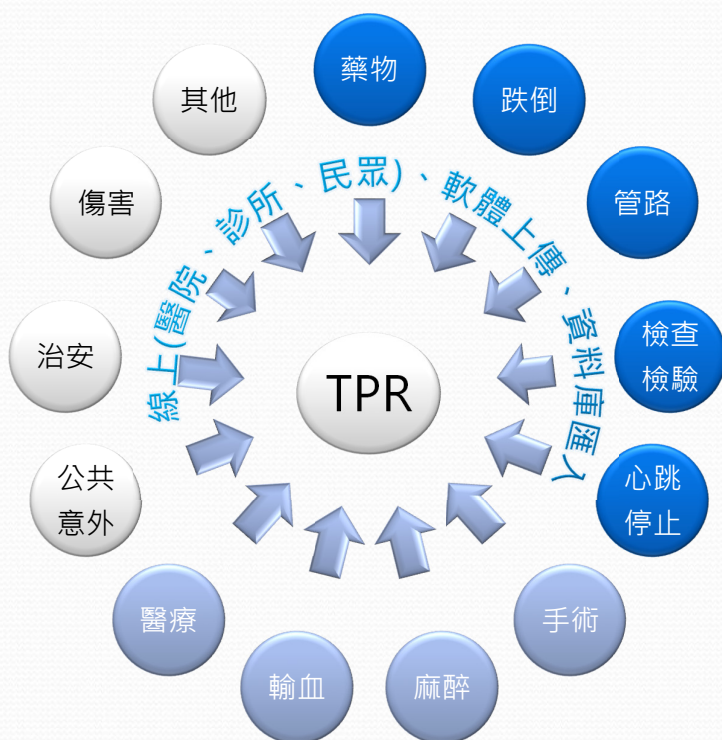 藥物
跌倒
管路
檢查
檢驗
心跳
停止
手術
麻醉
輸血
醫療
公共
意外
治安
傷害
其他
線上(醫院、診所、民眾)、軟體上傳、資料庫匯入
TPR